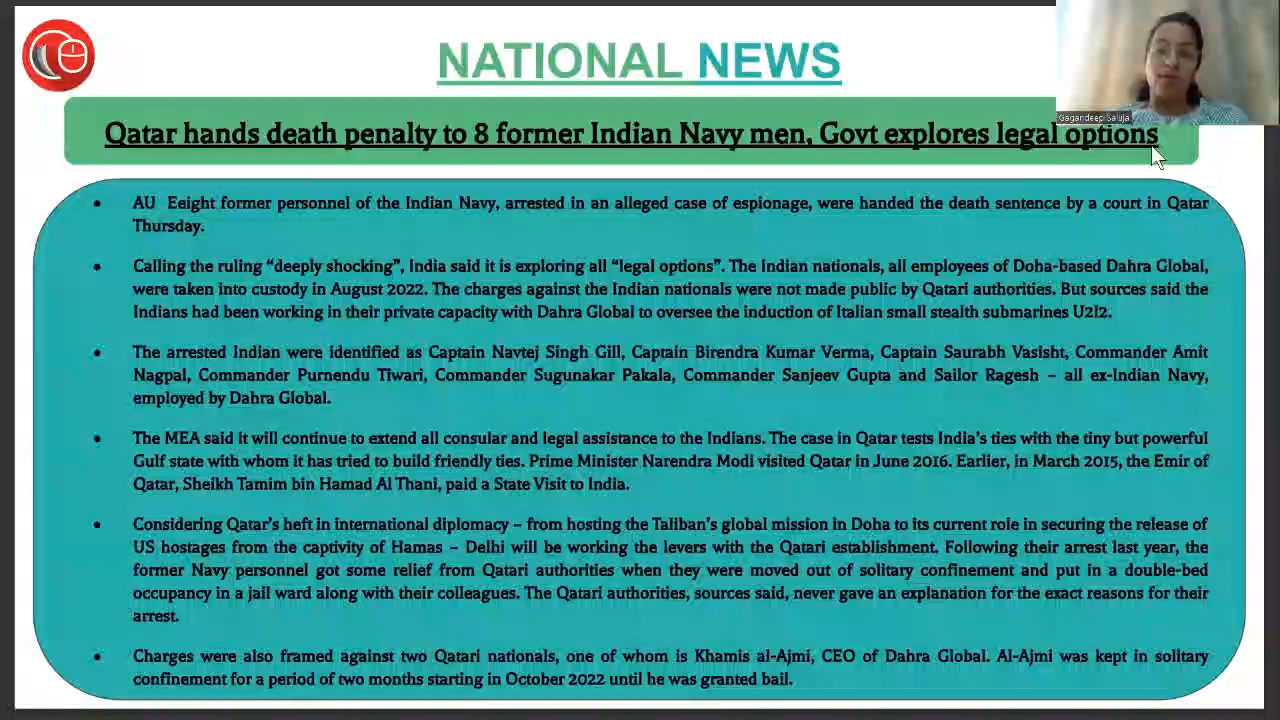 NATIONAL NEWS
Gagandeep Saluja
Qatar hands death penalty to 8 former Indian Navy men, Govt explores legal options
AU Eeight former personnel of the Indian Navy, arrested in an alleged case of espionage, were handed the death sentence by a court in Qatar
Thursday.
Calling the ruling “deeply shocking”, India said it is exploring all “legal options”. The Indian nationals, all employees of Doha-based Dahra Global,
were taken into custody in August 2022. The charges against the Indian nationals were not made public by Qatari authorities. But sources said the
Indians had been working in their private capacity with Dahra Global to oversee the induction of Italian small stealth submarines U2I2.
The arrested Indian were identified as Captain Navtej Singh Gill, Captain Birendra Kumar Verma, Captain Saurabh Vasisht, Commander Amit
Nagpal, Commander Purnendu Tiwari, Commander Sugunakar Pakala, Commander Sanjeev Gupta and Sailor Ragesh – all ex-Indian Navy,
employed by Dahra Global.
The MEA said it will continue to extend all consular and legal assistance to the Indians. The case in Qatar tests India’s ties with the tiny but powerful
Gulf state with whom it has tried to build friendly ties. Prime Minister Narendra Modi visited Qatar in June 2016. Earlier, in March 2015, the Emir of
Qatar, Sheikh Tamim bin Hamad Al Thani, paid a State Visit to India.
Considering Qatar’s heft in international diplomacy – from hosting the Taliban’s global mission in Doha to its current role in securing the release of
US hostages from the captivity of Hamas – Delhi will be working the levers with the Qatari establishment. Following their arrest last year, the
former Navy personnel got some relief from Qatari authorities when they were moved out of solitary confinement and put in a double-bed
occupancy in a jail ward along with their colleagues. The Qatari authorities, sources said, never gave an explanation for the exact reasons for their
arrest.
Charges were also framed against two Qatari nationals, one of whom is Khamis al-Ajmi, CEO of Dahra Global. Al-Ajmi was kept in solitary
confinement for a period of two months starting in October 2022 until he was granted bail.